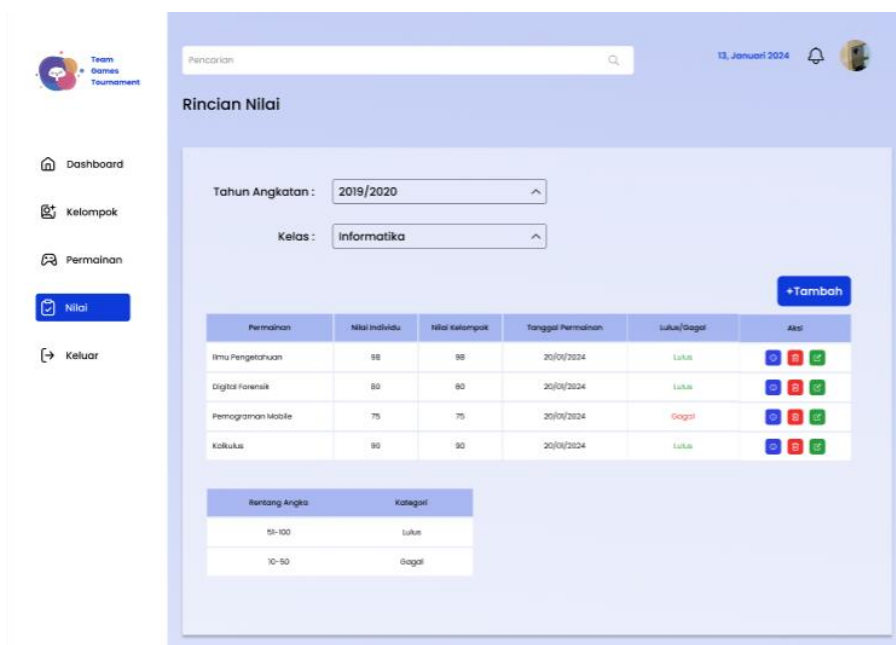 Team
Games
Tournament
Pencarian
13, Januari 2024
Rincian Nilai
Dashboard
Kelompok
Permainan
Nilai
Keluar
Tahun Angkatan : 2019/2020
Kelas : Informatika
+Tambah
Permainan Nilai Individu Nilai Kelompok Tanggal Permainan Lulus/Gagal Aksi
Ilmu Pengetahuan 98 98 20/01/2024 Lulus
Digital Forensik 80 80 20/01/2024 Lulus
Pemograman Mobile 75 75 20/01/2024 Gagal
Kalkulus 90 90 20/01/2024 Lulus
Rentang Angka Kategori
51-100 Lulus
10-50 Gagal